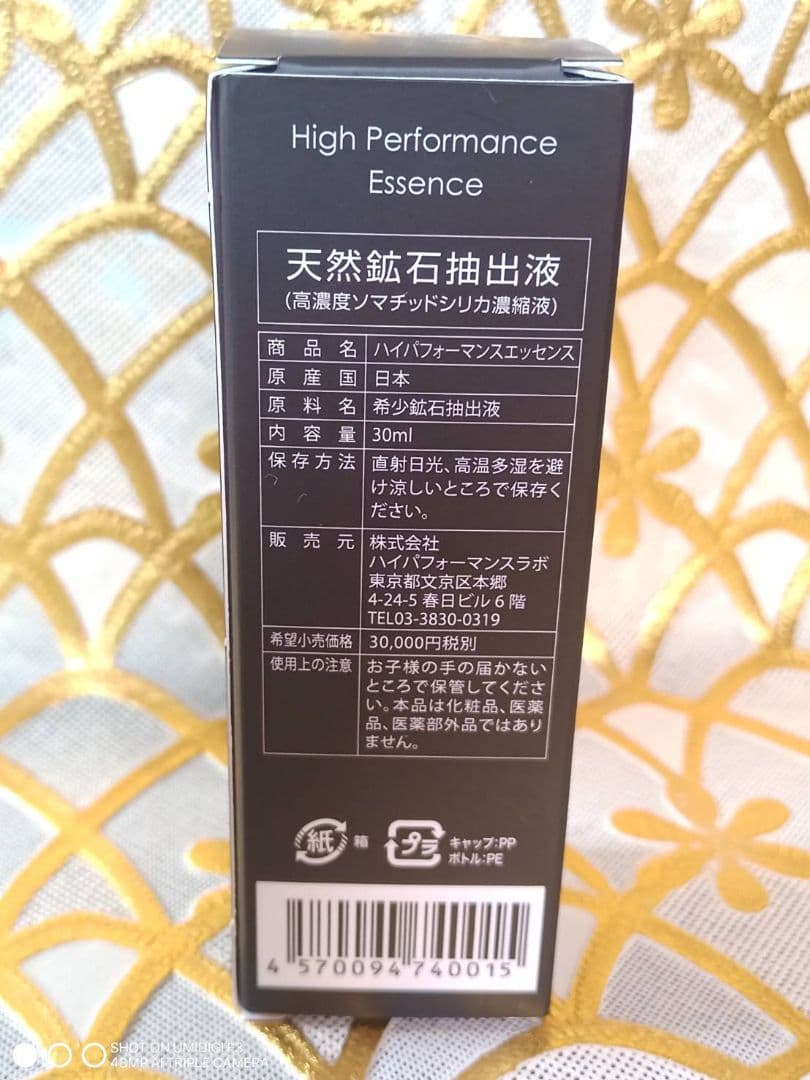 High Performance
Essence
天然鉱石抽出液
(高濃度ソマチッドシリカ濃縮液)
商品名 ハイパフォーマンスエッセンス
原産国 日本
原料名 希少鉱石抽出液
内容量 30ml
保存方法 直射日光、高温多湿を避
け涼しいところで保存く
ださい。
販売元 株式会社
ハイパフォーマンスラボ
東京都文京区本郷
4-24-5 春日ビル6階
TEL03-3830-0319
希望小売価格 30,000円税別
使用上の注意 お子様の手の届かない
ところで保管してくださ
い。本品は化粧品、医薬
品、医薬部外品ではあり
ません。
紙 箱 プラ キャップ:PP
ボトル:PE
4 570094 740015
SHOT ON UMIDIGI F3
48MP AI TRIPLE CAMERA